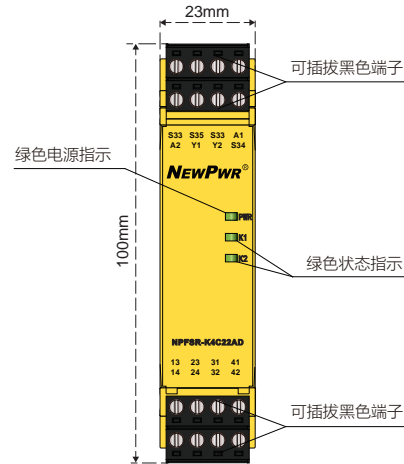 23mm
可插拔黑色端子
S33 S35 S33 A1
A2 Y1 Y2 S34
绿色电源指示
NEWPWR®
PWR
100mm
K1
绿色状态指示
K2
NPFSR-K4C22AD
13 23 31 41
14 24 32 42
可插拔黑色端子